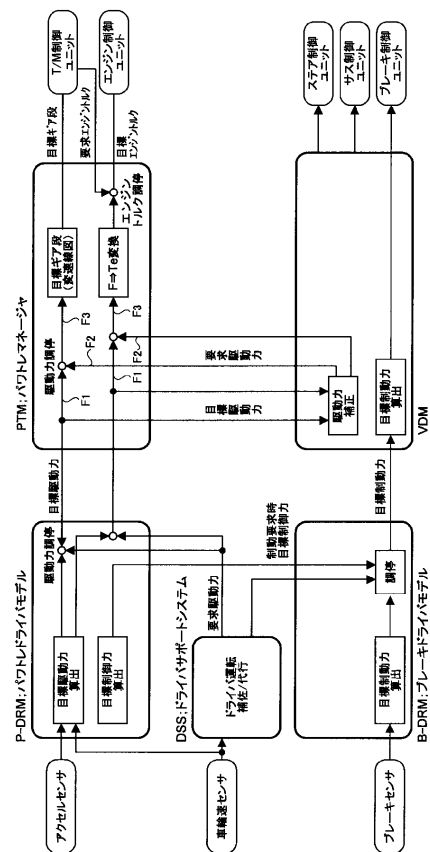 アクセルセンサ
車輪速センサ
ブレーキセンサ
P-DRM;パワトレドライバモデル
目標駆動力
算出
駆動力調停
目標制御力
算出
DSS;ドライバサポートシステム
ドライバ運転
補佐/代行
要求駆動力
制動要求時
目標制御力
B-DRM;ブレーキドライバモデル
目標制動力
算出
調停
目標駆動力
目標制動力
PTM;パワトレマネージャ
駆動力調停
F1
F2
F3
目標ギア段
(変速線図)
F1
F2
F3
F⇒Te変換
エンジン
トルク調停
目標駆動力
要求駆動力
駆動力
補正
目標制動力
算出
VDM
目標ギア段
要求エンジントルク
目標
エンジントルク
T/M制御
ユニット
エンジン制御
ユニット
ステア制御
ユニット
サス制御
ユニット
ブレーキ制御
ユニット